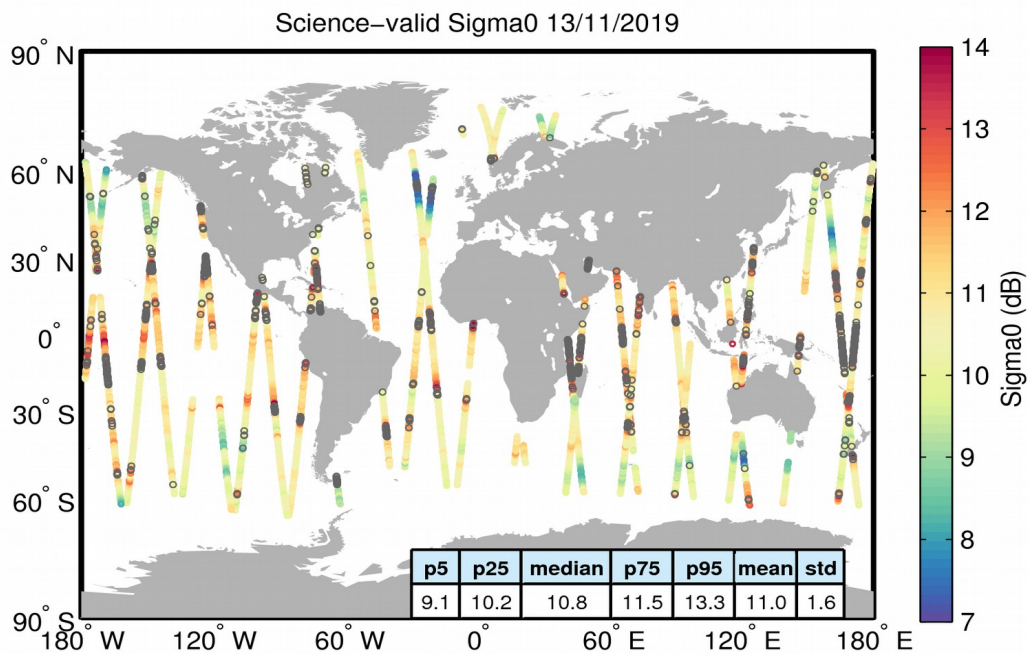 Science−valid Sigma0 13/11/2019
90° N
60° N
30° N
0°
30° S
60° S
90° S
180° W
120° W
60° W
0°
60° E
120° E
180° E
p5 p25 median p75 p95 mean std
9.1 10.2 10.8 11.5 13.3 11.0 1.6
14
13
12
11
10
9
8
7
Sigma0 (dB)